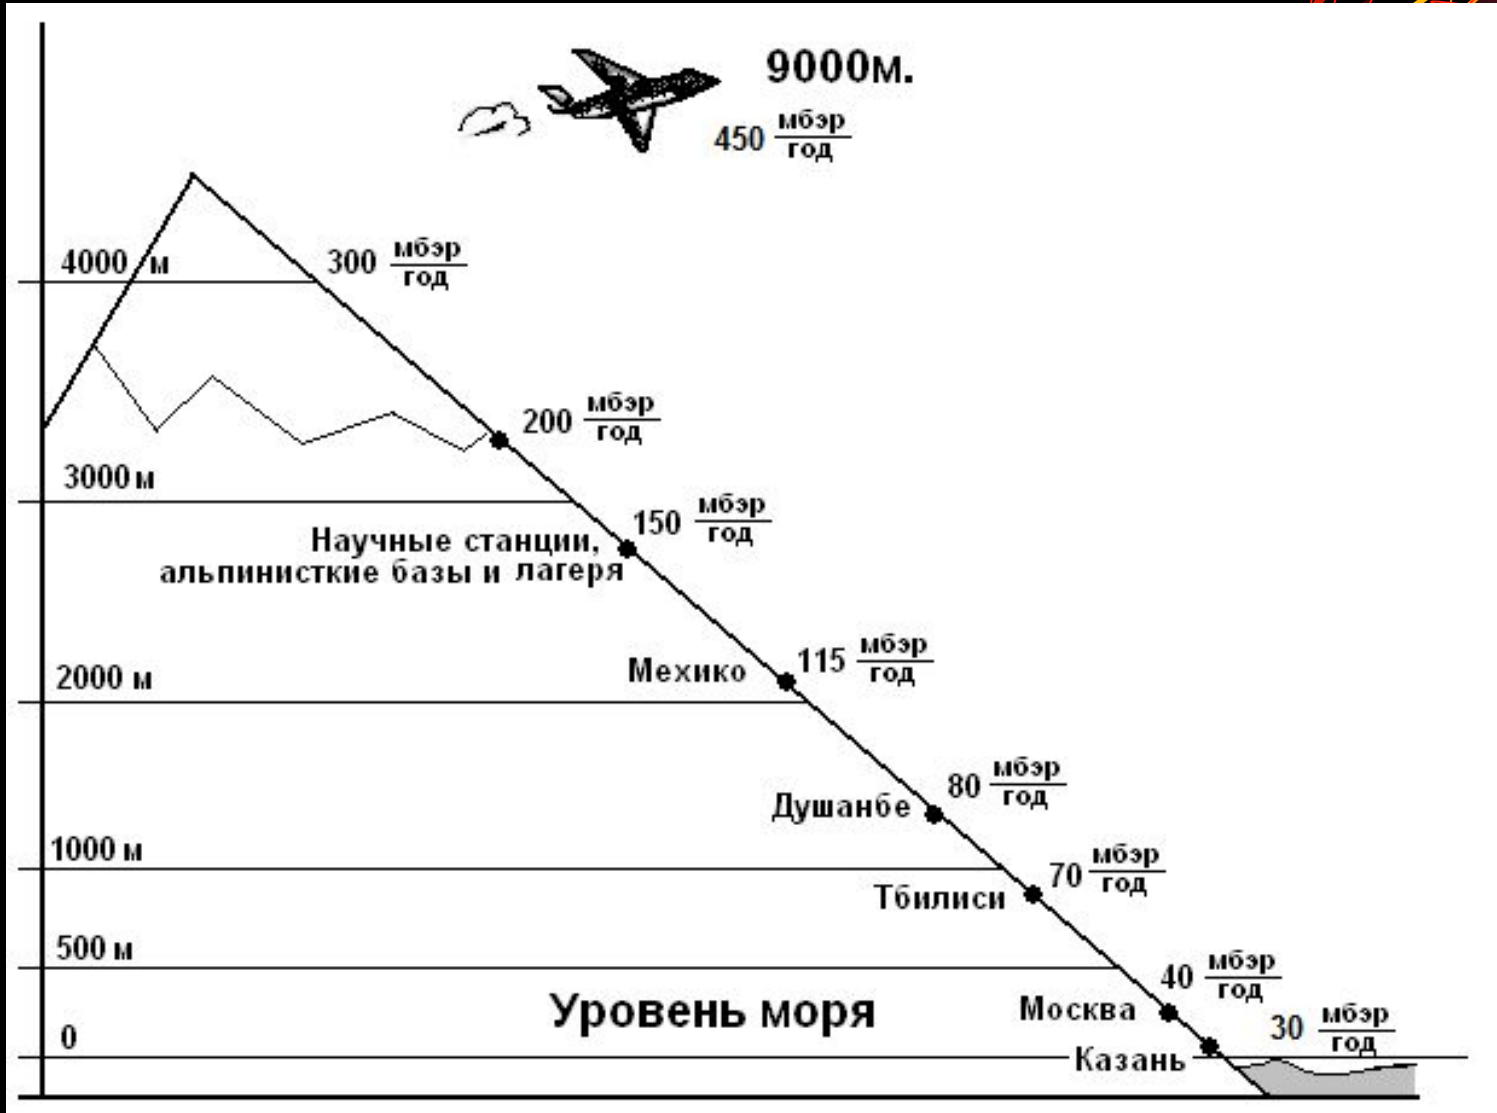 9000м.
450 мбэр
год
4000 м
300 мбэр
год
200 мбэр
год
3000 м
150 мбэр
год
Научные станции,
альпинисткие базы и лагеря
115 мбэр
год
Мехико
2000 м
80 мбэр
год
Душанбе
1000 м
70 мбэр
год
Тбилиси
500 м
40 мбэр
год
Уровень моря
Москва
30 мбэр
год
0
Казань